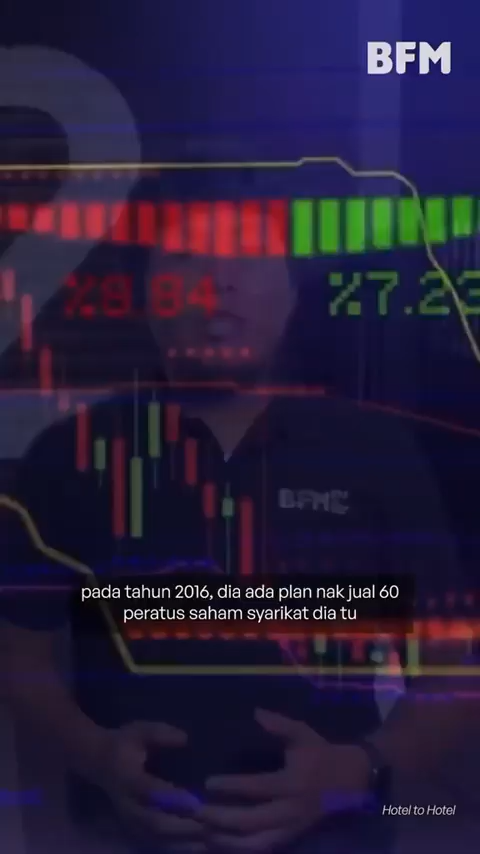 BFM
%8.84
%7.23
BFM
pada tahun 2016, dia ada plan nak jual 60
peratus saham syarikat dia tu
Hotel to Hotel